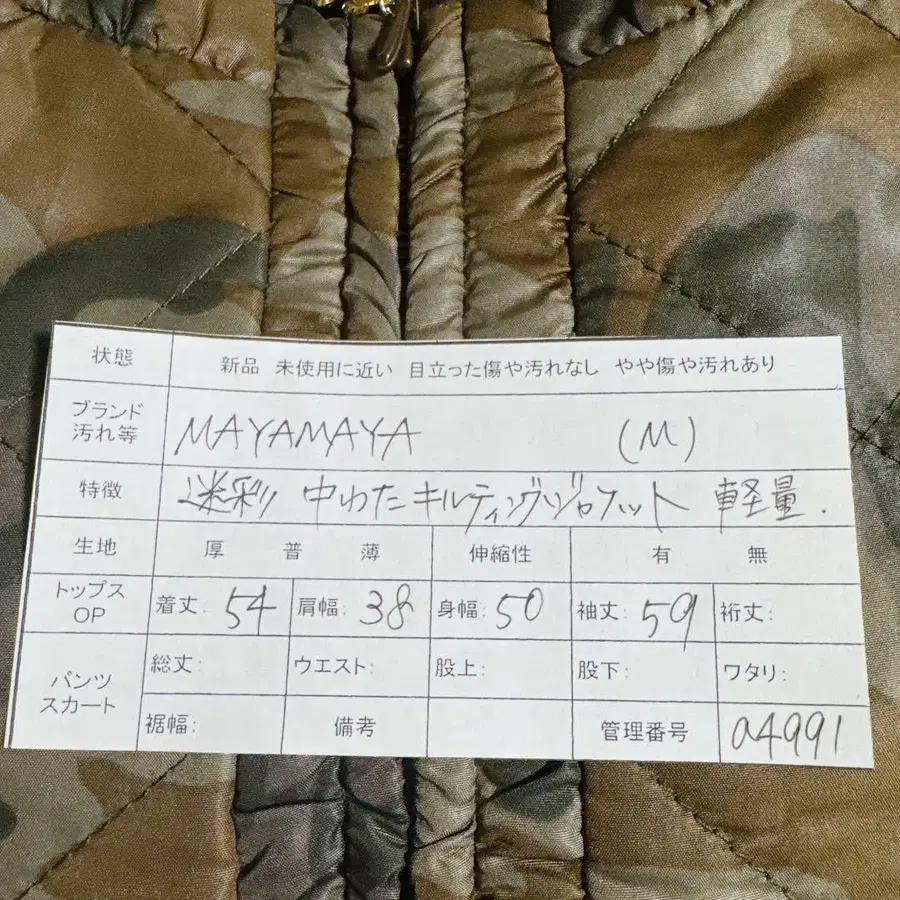 状態 新品 未使用に近い 目立った傷や汚れなし やや傷や汚れあり
ブランド 汚れ等 MAYAMAYA (M)
特徴 迷彩 中わたキルティングジャケット 軽量.
生地 厚 普 薄 伸縮性 有 無
トップス OP 着丈: 54 肩幅: 38 身幅: 50 袖丈: 59 裄丈:
パンツ スカート 総丈: ウエスト: 股上: 股下: ワタリ:
裾幅: 備考 管理番号 a4991